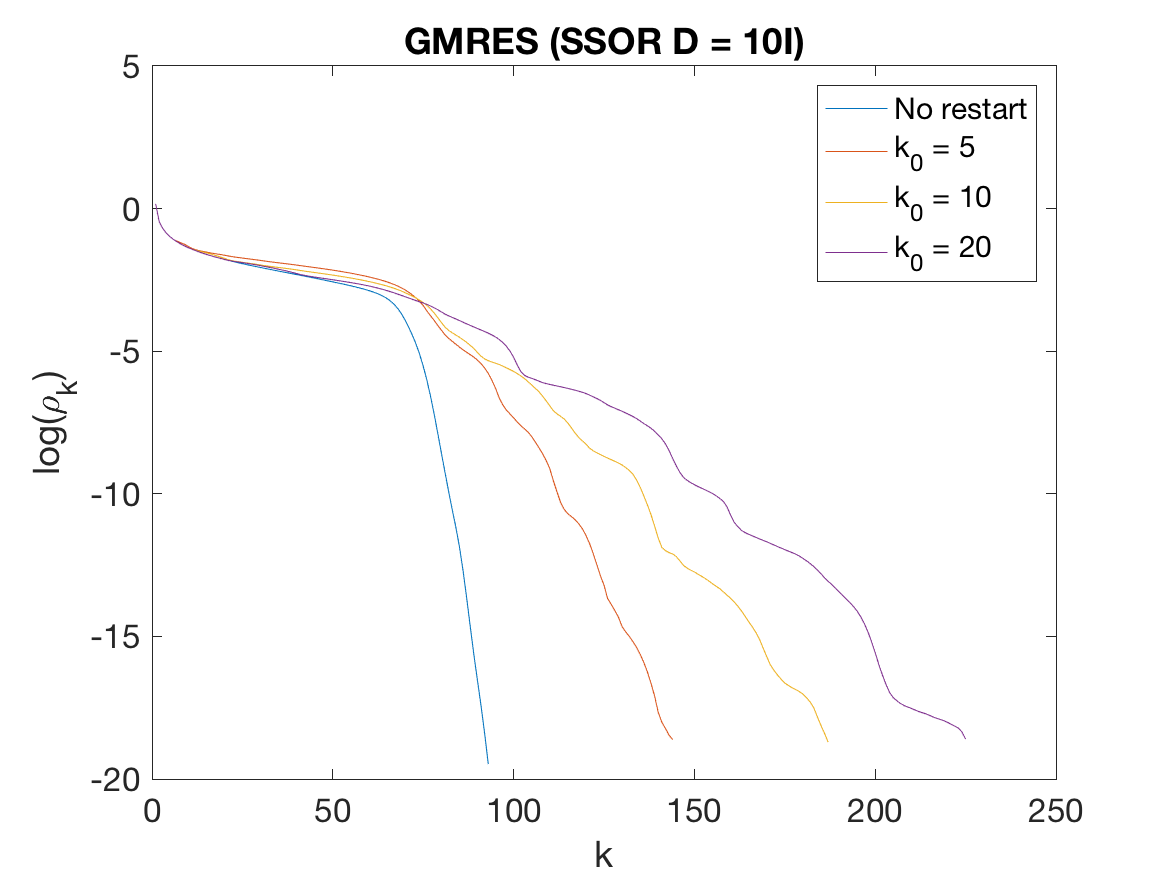 GMRES (SSOR D = 10I)
5
0
-5
-10
-15
-20
log(ρk)
0 50 100 150 200 250
k
No restart
k0 = 5
k0 = 10
k0 = 20